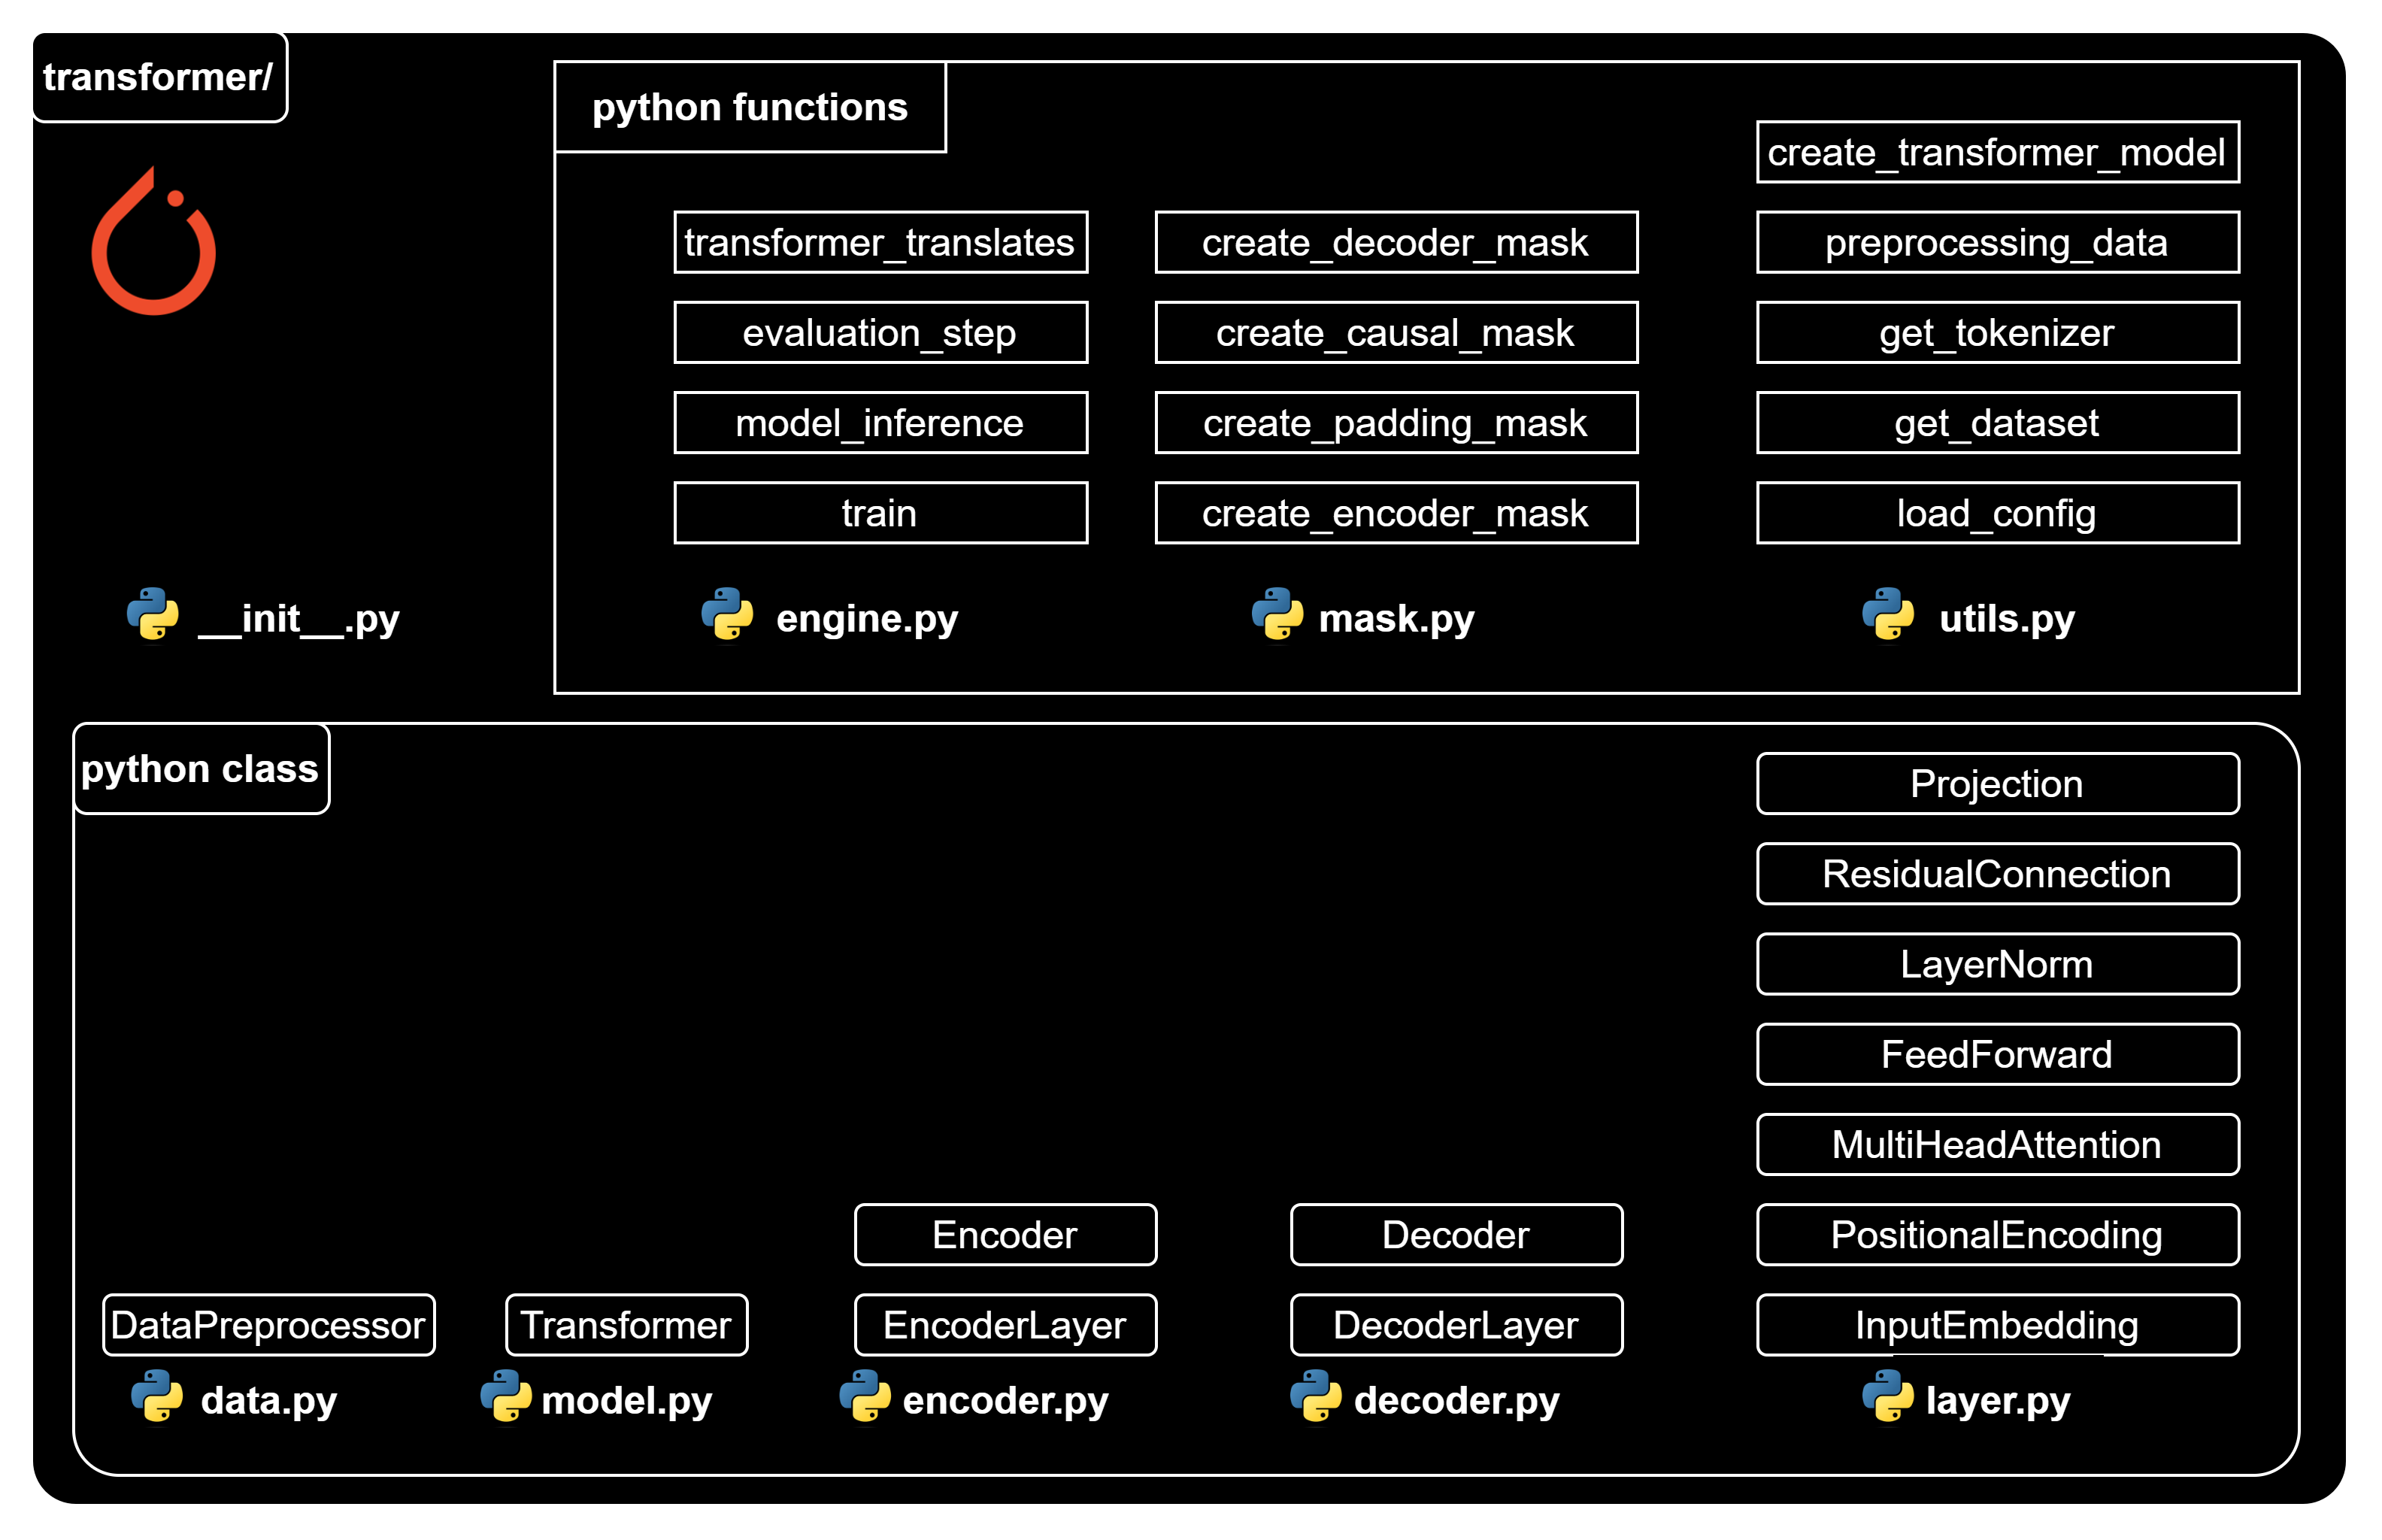 transformer/
python functions
create_transformer_model
transformer_translates
create_decoder_mask
preprocessing_data
evaluation_step
create_causal_mask
get_tokenizer
model_inference
create_padding_mask
get_dataset
train
create_encoder_mask
load_config
__init__.py
engine.py
mask.py
utils.py
python class
Projection
ResidualConnection
LayerNorm
FeedForward
MultiHeadAttention
Encoder
Decoder
PositionalEncoding
DataPreprocessor
Transformer
EncoderLayer
DecoderLayer
InputEmbedding
data.py
model.py
encoder.py
decoder.py
layer.py